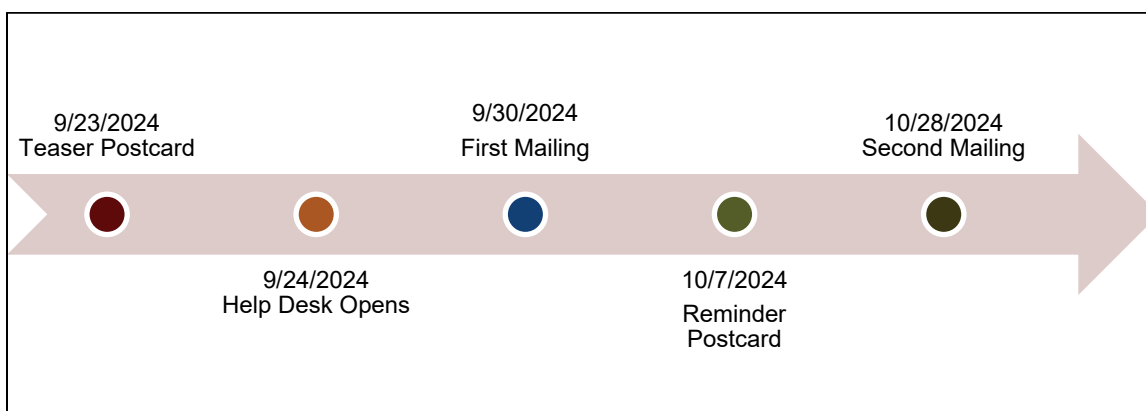 9/23/2024
Teaser Postcard
9/24/2024
Help Desk Opens
9/30/2024
First Mailing
10/7/2024
Reminder
Postcard
10/28/2024
Second Mailing